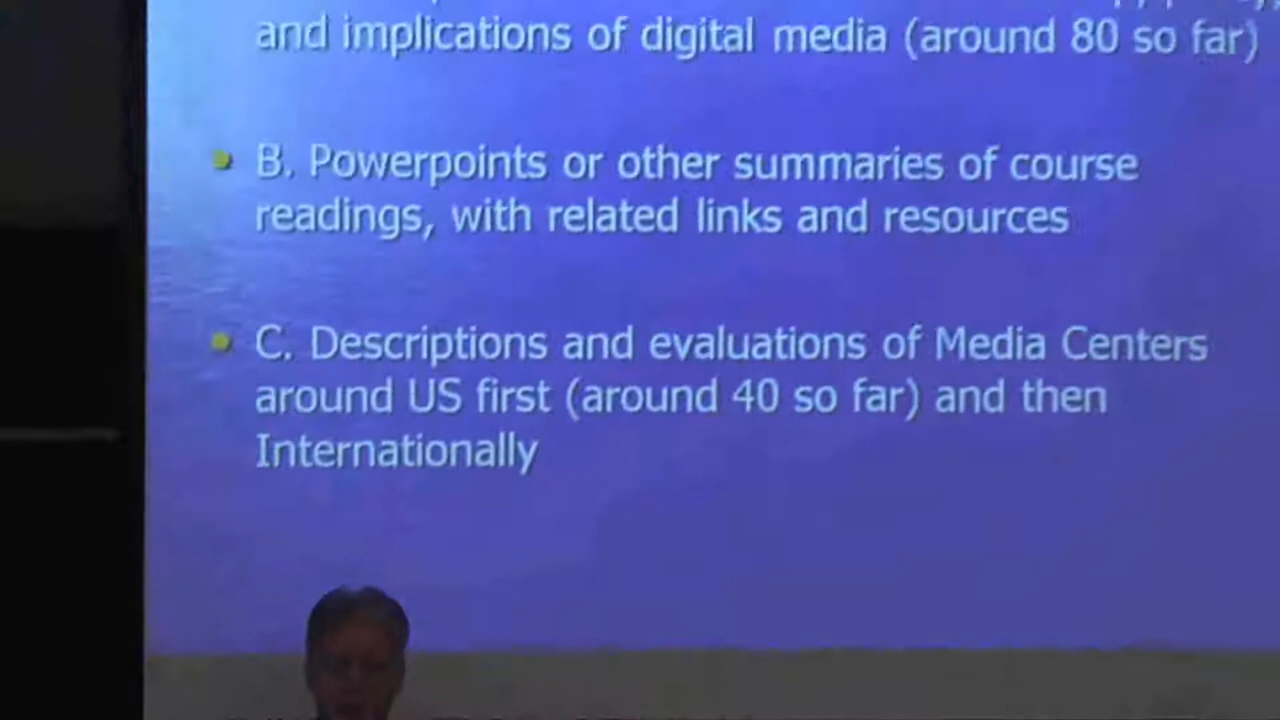 and implications of digital media (around 80 so far)
B. Powerpoints or other summaries of course
readings, with related links and resources
C. Descriptions and evaluations of Media Centers
around US first (around 40 so far) and then
Internationally